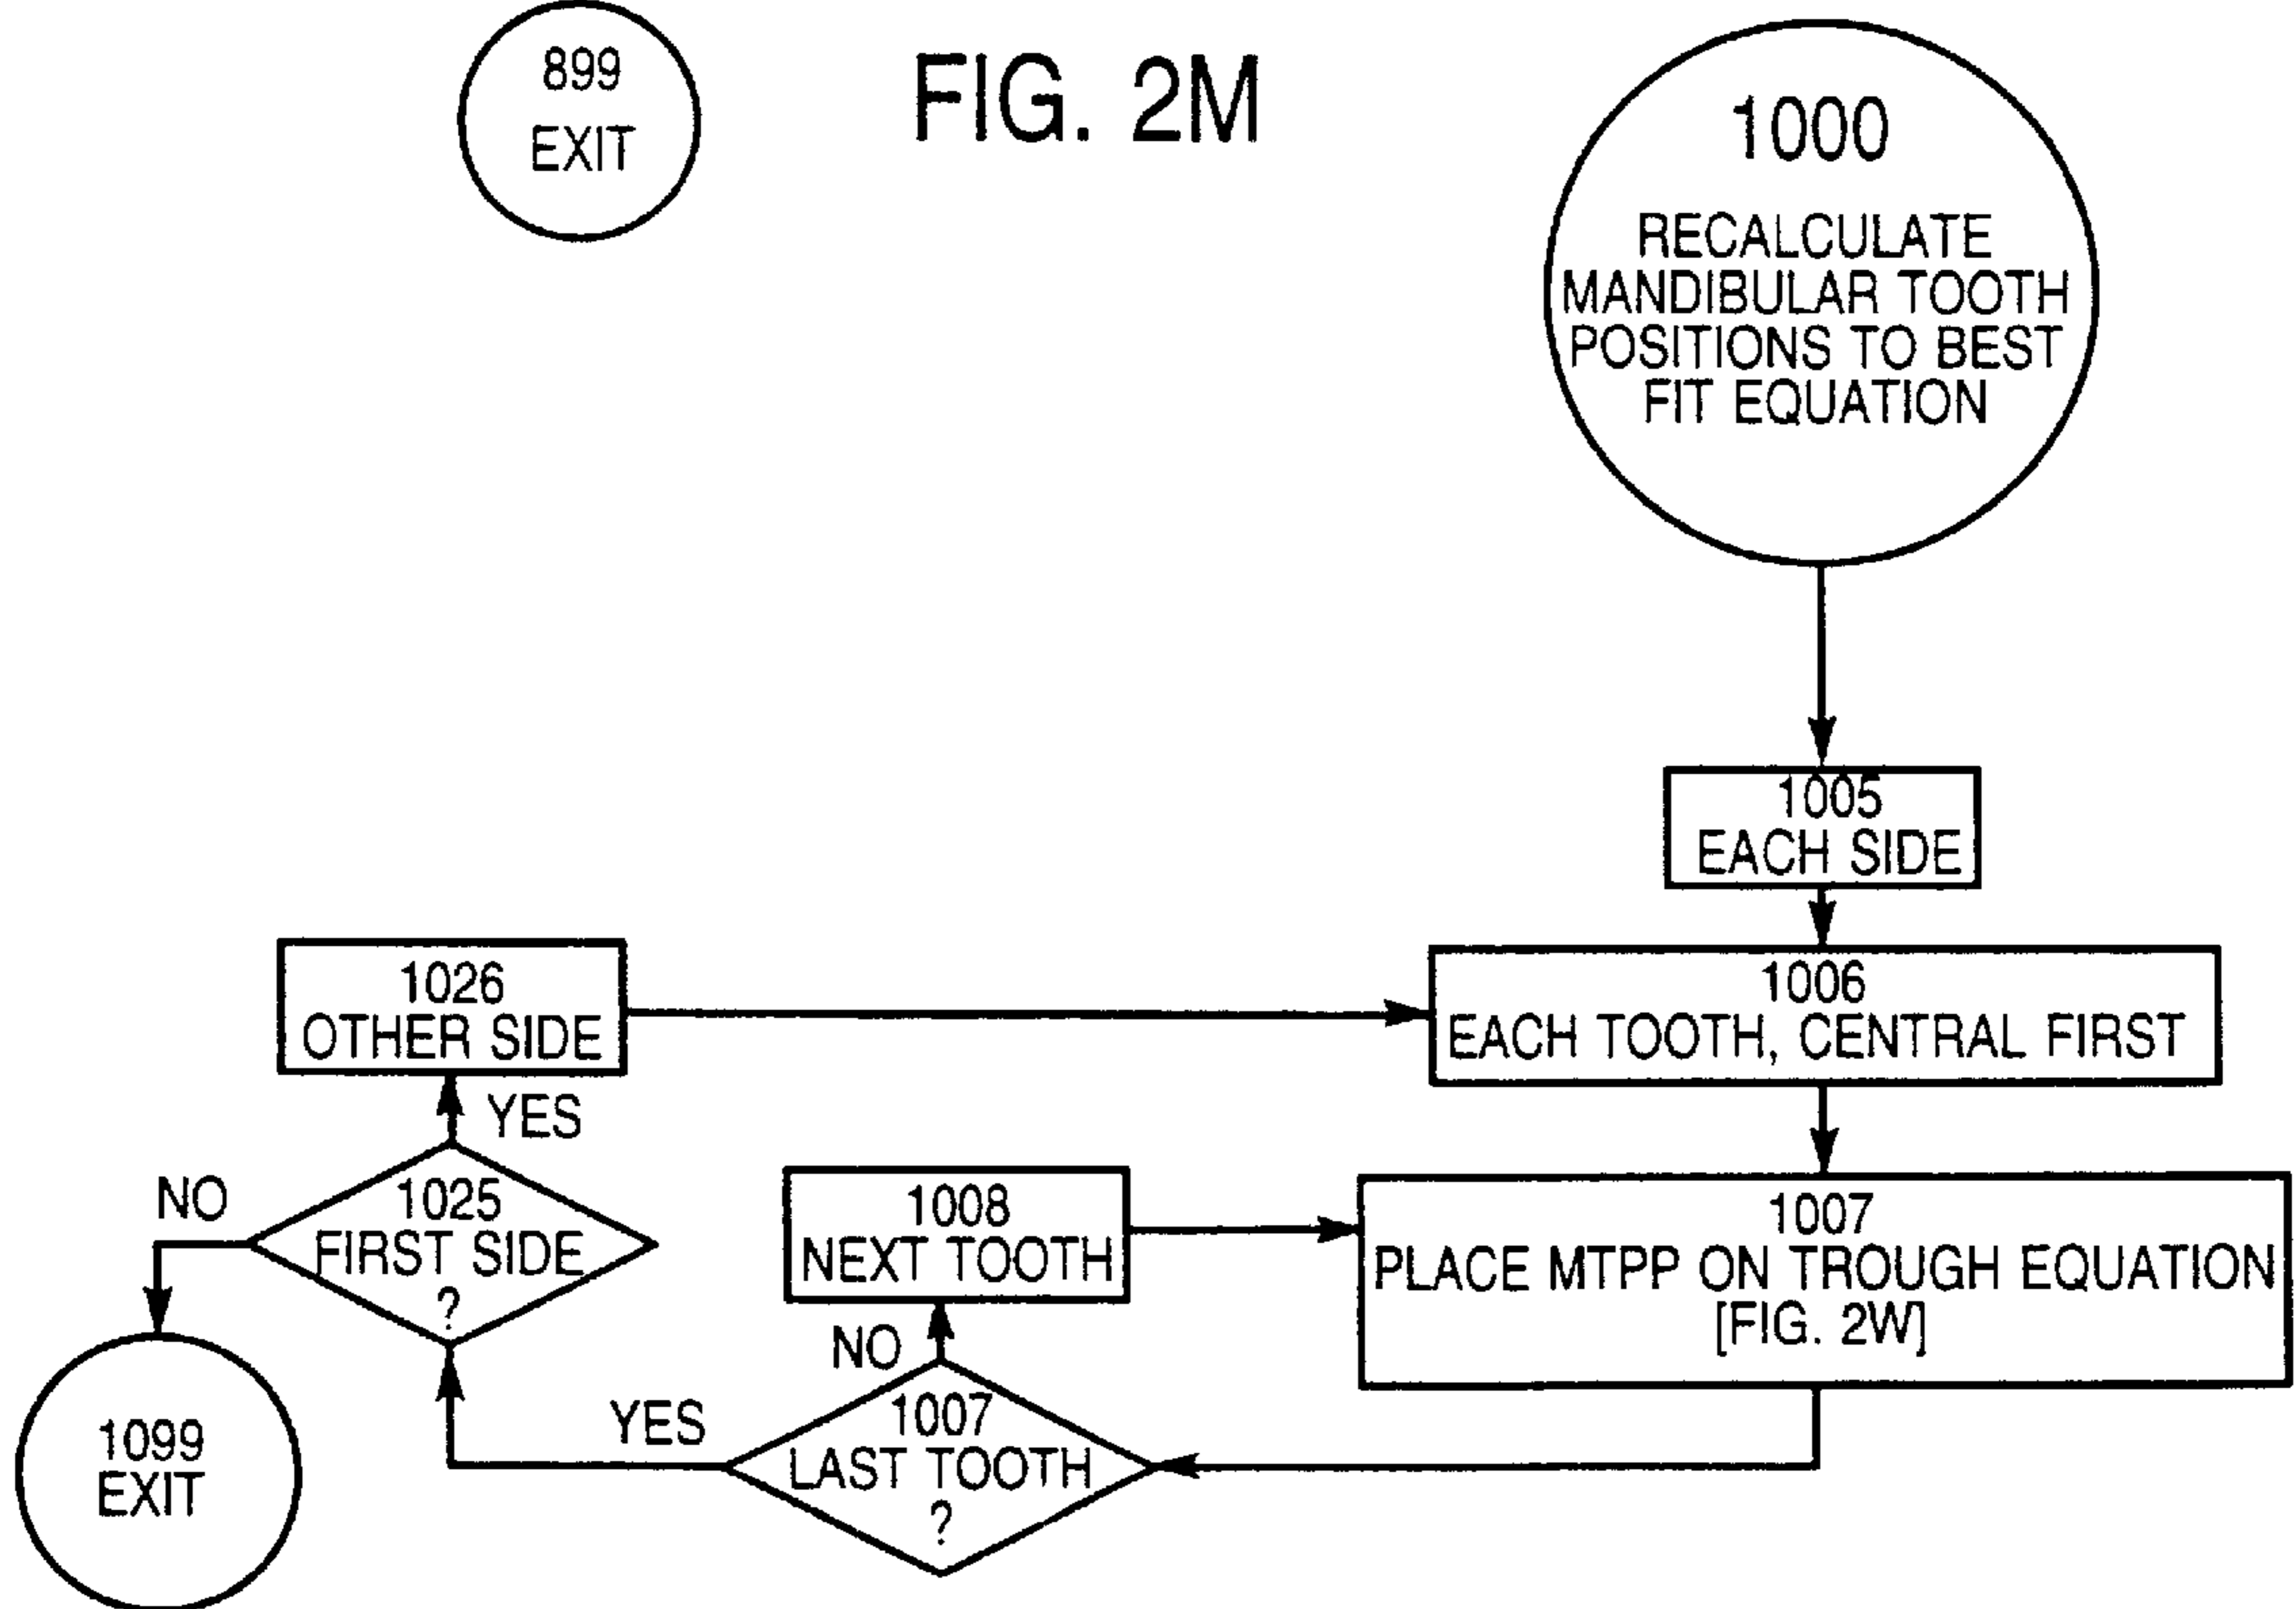 899
EXIT
FIG. 2M
1000
RECALCULATE
MANDIBULAR TOOTH
POSITIONS TO BEST
FIT EQUATION
1005
EACH SIDE
1026
OTHER SIDE
1006
EACH TOOTH, CENTRAL FIRST
YES
NO
1025
FIRST SIDE
?
1008
NEXT TOOTH
1007
PLACE MTPP ON TROUGH EQUATION
[FIG. 2W]
NO
YES
1007
LAST TOOTH
?
1099
EXIT